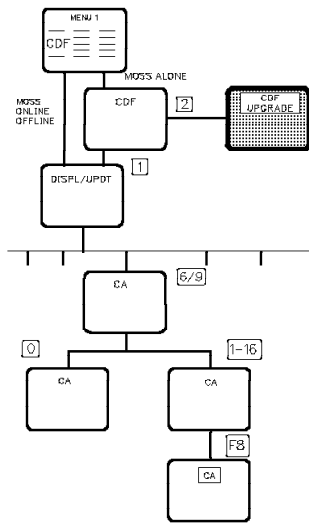 MENU 1
CDF
MOSS ALONE
MOSS
ONLINE
OFFLINE
CDF
2
CDF
UPGRADE
1
DISPL/UPDT
CA
6/9
0
1-16
CA
CA
F8
CA